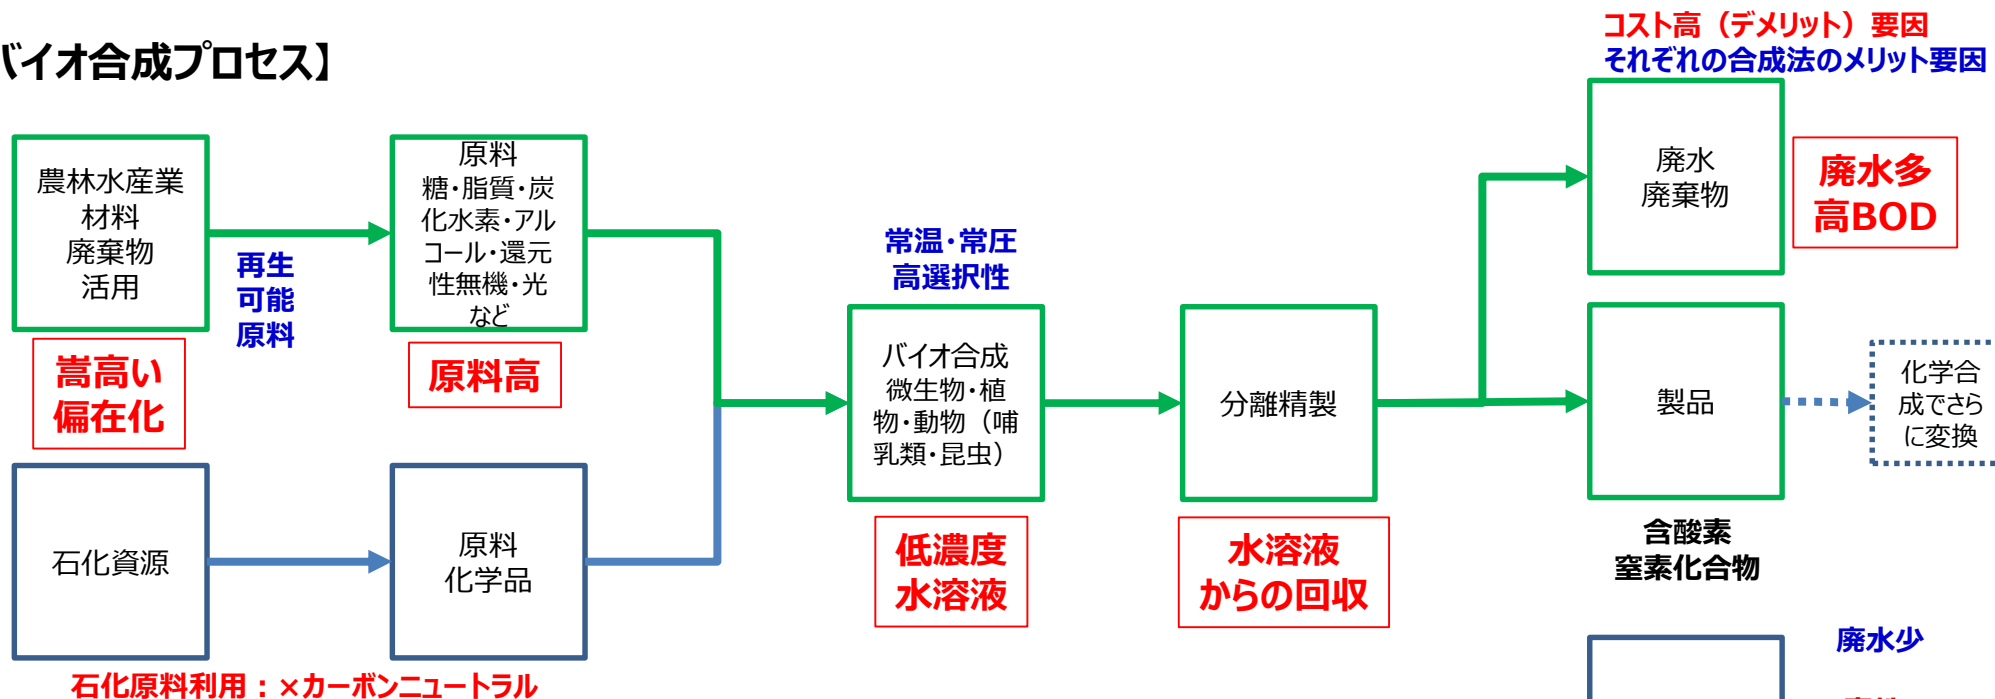 コスト高（デメリット）要因
それぞれの合成法のメリット要因
バイオ合成プロセス】
農林水産業
材料
廃棄物
活用
再生
可能
原料
嵩高い
偏在化
原料
糖・脂質・炭
化水素・アル
コール・還元
性無機・光
など
原料高
石化資源
原料
化学品
石化原料利用：×カーボンニュートラル
常温・常圧
高選択性
バイオ合成
微生物・植
物・動物（哺
乳類・昆虫）
低濃度
水溶液
分離精製
水溶液
からの回収
廃水
廃棄物
廃水多
高BOD
製品
含酸素
窒素化合物
化学合
成でさら
に変換
廃水少